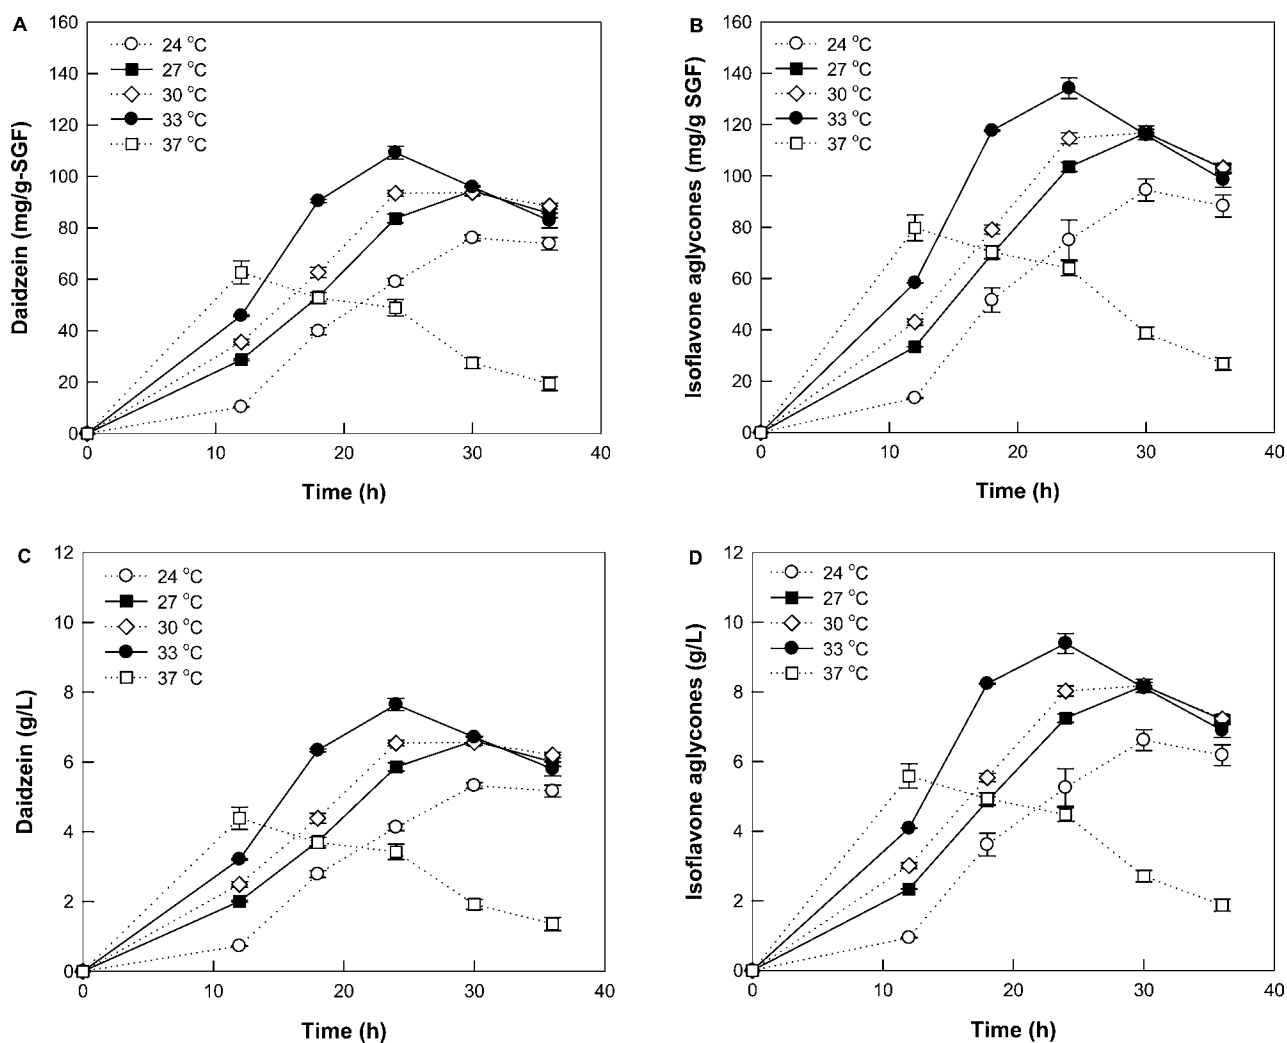 A
160
140
120
100
80
60
40
20
0
Daidzein (mg/g-SGF)
24 °C
27 °C
30 °C
33 °C
37 °C
0 10 20 30 40
Time (h)
B
160
140
120
100
80
60
40
20
0
Isoflavone aglycones (mg/g SGF)
24 °C
27 °C
30 °C
33 °C
37 °C
0 10 20 30 40
Time (h)
C
12
10
8
6
4
2
0
Daidzein (g/L)
24 °C
27 °C
30 °C
33 °C
37 °C
0 10 20 30 40
Time (h)
D
12
10
8
6
4
2
0
Isoflavone aglycones (g/L)
24 °C
27 °C
30 °C
33 °C
37 °C
0 10 20 30 40
Time (h)